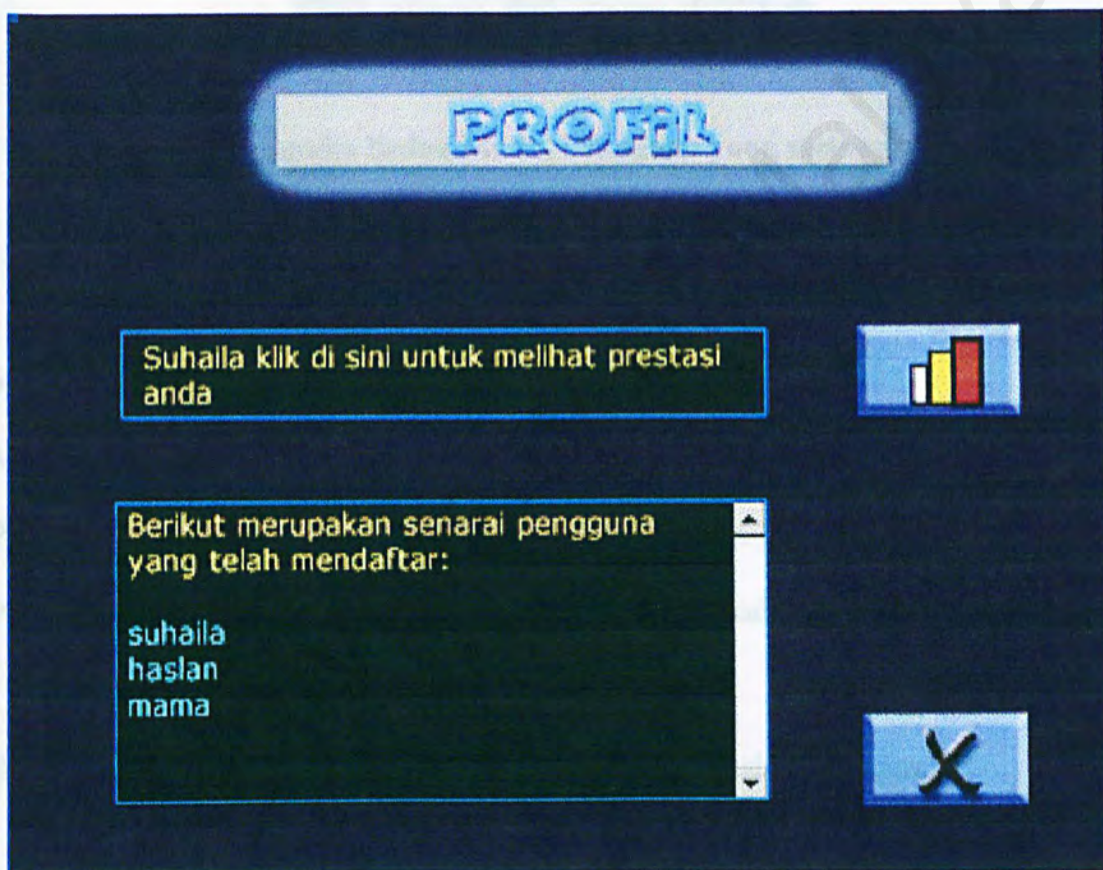 PROFiL
Suhaila klik di sini untuk melihat prestasi
anda
Berikut merupakan senarai pengguna
yang telah mendaftar:
suhaila
haslan
mama
X